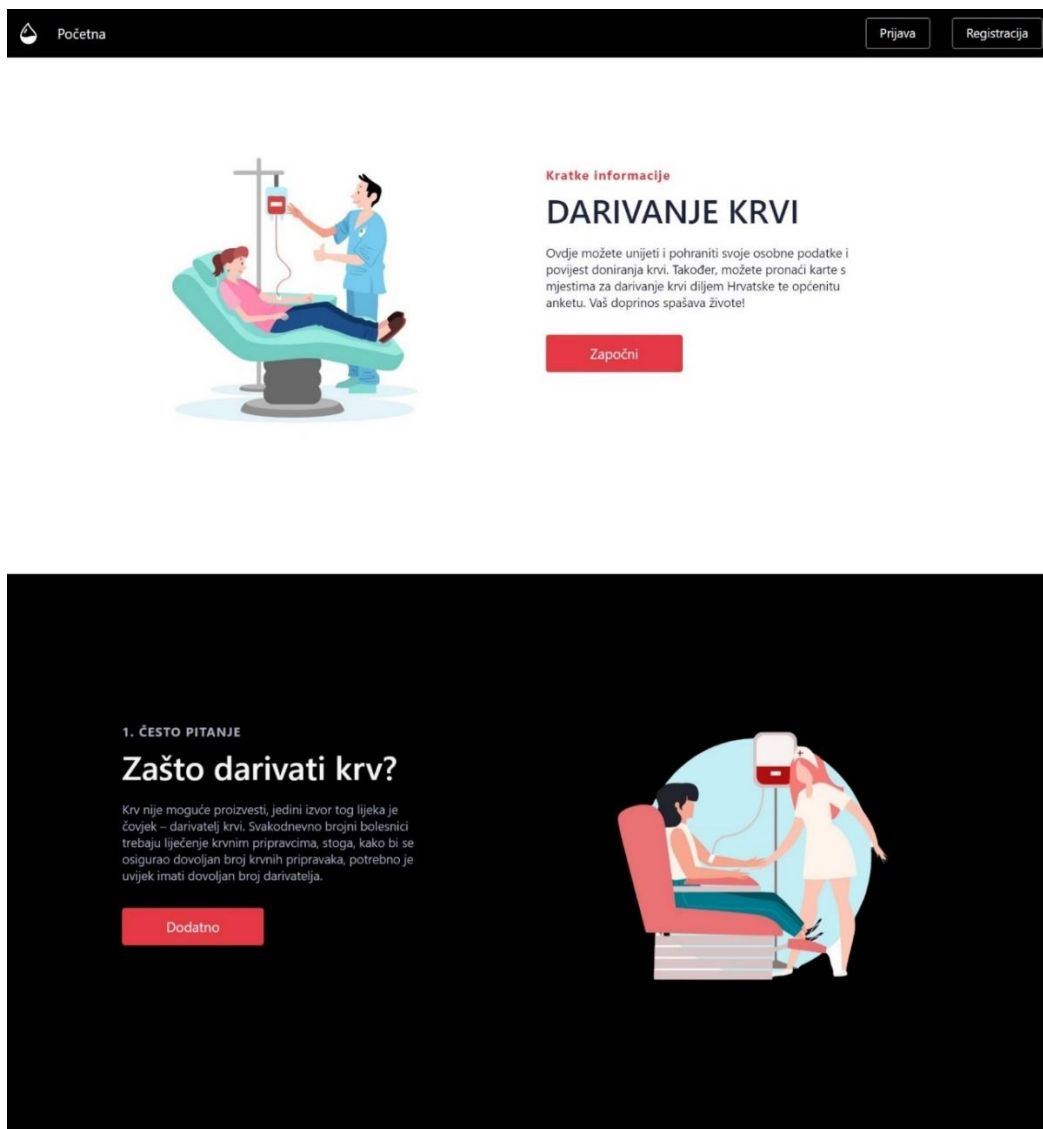 Početna
Prijava
Registracija
Kratke informacije
DARIVANJE KRVI
Ovdje možete unijeti i pohraniti svoje osobne podatke i
povijest doniranja krvi. Također, možete pronaći karte s
mjestima za darivanje krvi diljem Hrvatske te općenitu
anketu. Vaš doprinos spašava živote!
Započni
1. ČESTO PITANJE
Zašto darivati krv?
Krv nije moguće proizvesti, jedini izvor tog lijeka je
čovjek – darivatelj krvi. Svakodnevno brojni bolesnici
trebaju liječenje krvnim pripravcima, stoga, kako bi se
osigurao dovoljan broj krvnih pripravaka, potrebno je
uvijek imati dovoljan broj darivatelja.
Dodatno